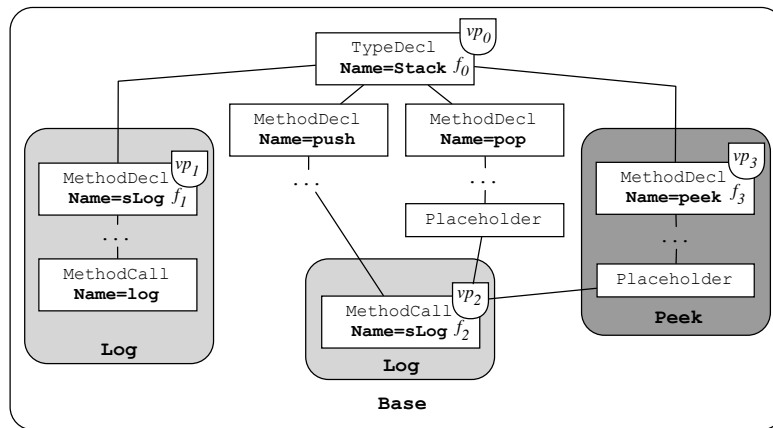 vp0
TypeDecl
Name=Stack f0
MethodDecl
Name=push
MethodDecl
Name=pop
vp1
MethodDecl
Name=sLog f1
...
MethodCall
Name=log
Log
...
...
Placeholder
vp2
MethodCall
Name=sLog f2
Log
vp3
MethodDecl
Name=peek f3
...
Placeholder
Peek
Base